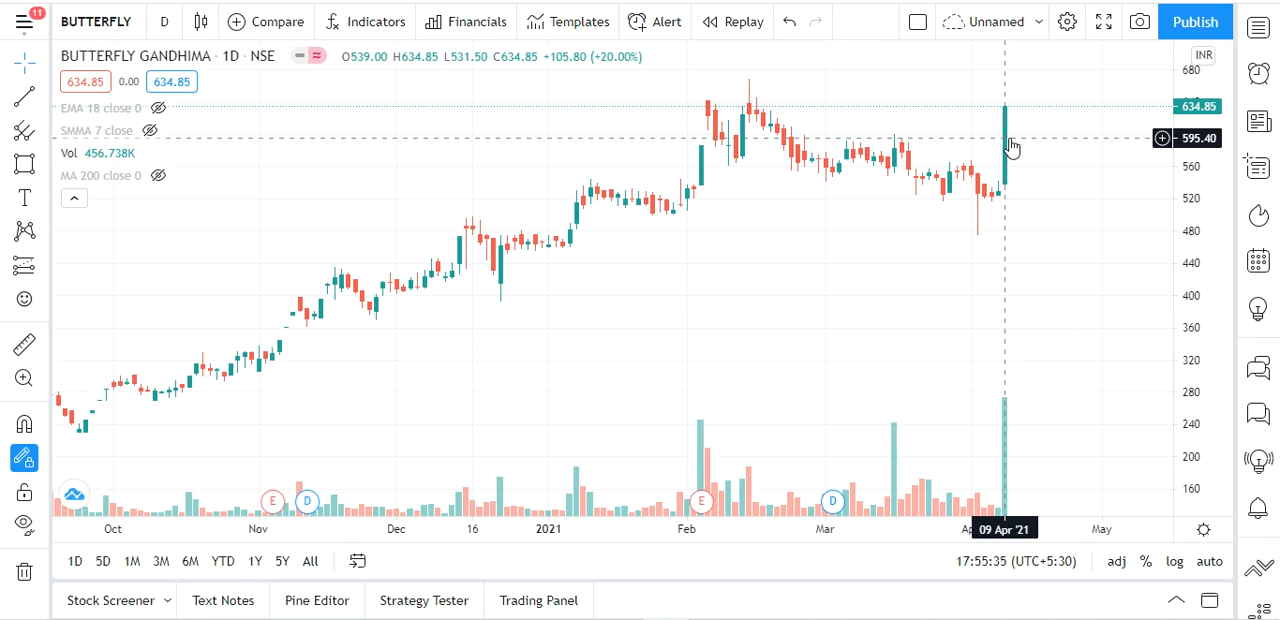 11
BUTTERFLY D Compare Indicators Financials Templates Alert Replay Unnamed Publish
BUTTERFLY GANDHIMA · 1D · NSE O539.00 H634.85 L531.50 C634.85 +105.80 (+20.00%)
INR
634.85 0.00 634.85
680
EMA 18 close 0
634.85
SMMA 7 close
595.40
Vol 456.738K
560
MA 200 close 0
520
480
440
400
360
320
280
240
200
160
E D E D
Oct Nov Dec 16 2021 Feb Mar 09 Apr '21 May
1D 5D 1M 3M 6M YTD 1Y 5Y All 17:55:35 (UTC+5:30) adj % log auto
Stock Screener Text Notes Pine Editor Strategy Tester Trading Panel